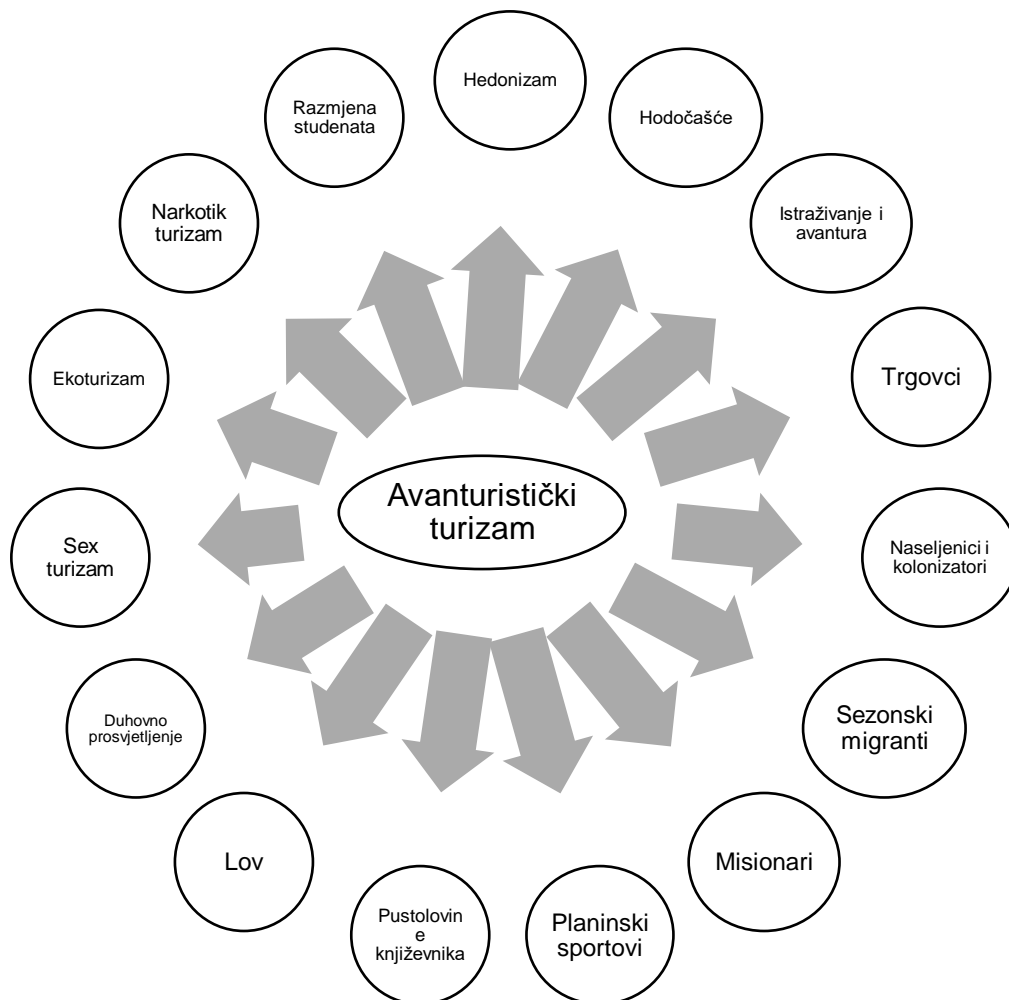 Hedonizam
Hodočašće
Istraživanje i
avantura
Trgovci
Naseljenici i
kolonizatori
Sezonski
migranti
Misionari
Planinski
sportovi
Pustolovin
e
književnika
Lov
Duhovno
prosvjetljenje
Sex
turizam
Ekoturizam
Narkotik
turizam
Razmjena
studenata
Avanturistički
turizam